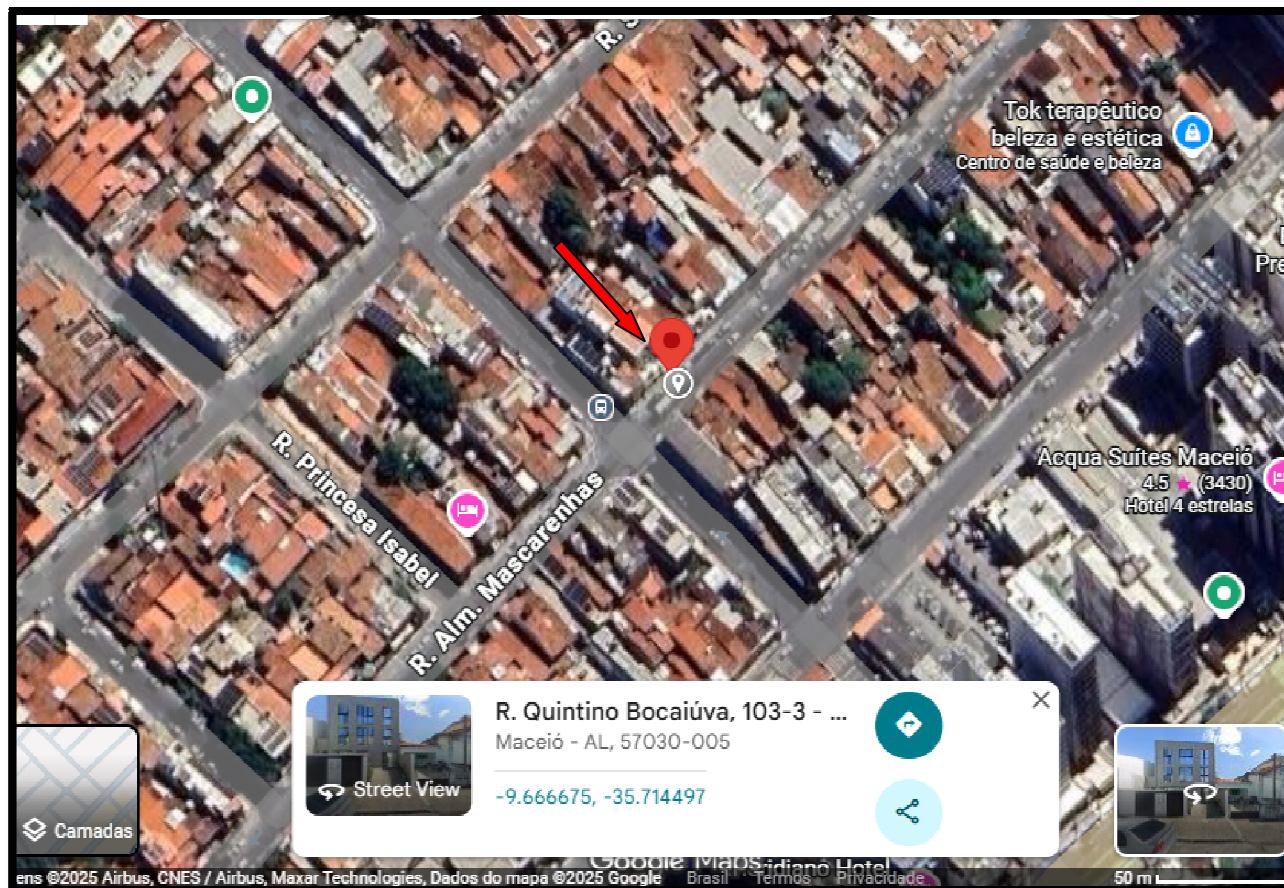 R. S
Tok terapêutico
beleza e estética
Centro de saúde e beleza
Pre
R. Princesa Isabel
R. Alm. Mascarenhas
Acqua Suítes Maceió
4.5 ★ (3430)
Hotel 4 estrelas
R. Quintino Bocaiúva, 103-3 - ...
Maceió - AL, 57030-005
-9.666675, -35.714497
Street View
Camadas
Google Maps
ridiano Hotel
ens ©2025 Airbus, CNES / Airbus, Maxar Technologies, Dados do mapa ©2025 Google
Brasil
Termos
Privacidade
50 m